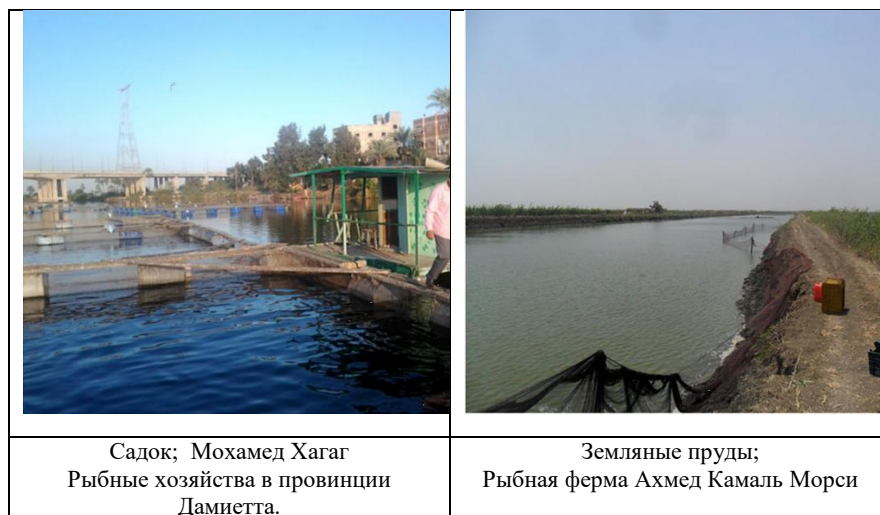 Садок; Мохамед Хагаг
Рыбные хозяйства в провинции
Дамиетта.
Земляные пруды;
Рыбная ферма Ахмед Камаль Морси